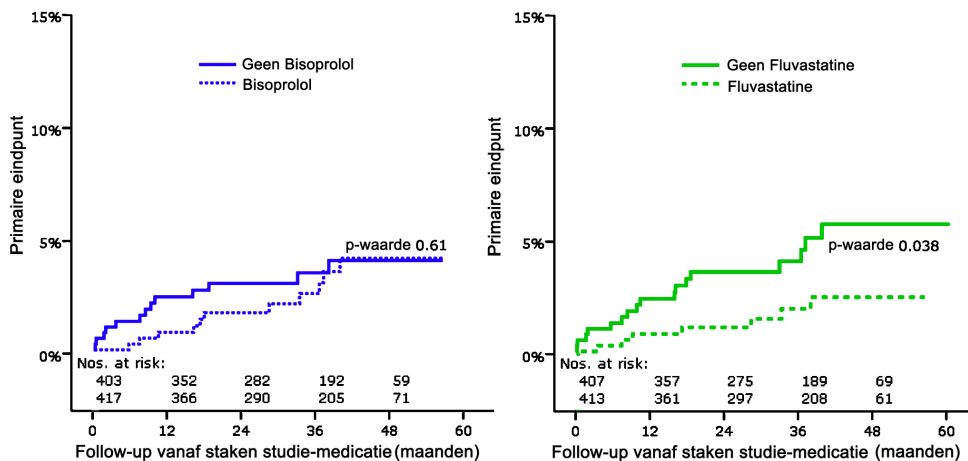 15%
10%
5%
0%
Primaire eindpunt
Geen Bisoprolol
Bisoprolol
p-waarde 0.61
Nos. at risk:
403 352 282 192 59
417 366 290 205 71
0 12 24 36 48 60
Follow-up vanaf staken studie-medicatie (maanden)
15%
10%
5%
0%
Primaire eindpunt
Geen Fluvastatine
Fluvastatine
p-waarde 0.038
Nos. at risk:
407 357 275 189 69
413 361 297 208 61
0 12 24 36 48 60
Follow-up vanaf staken studie-medicatie (maanden)